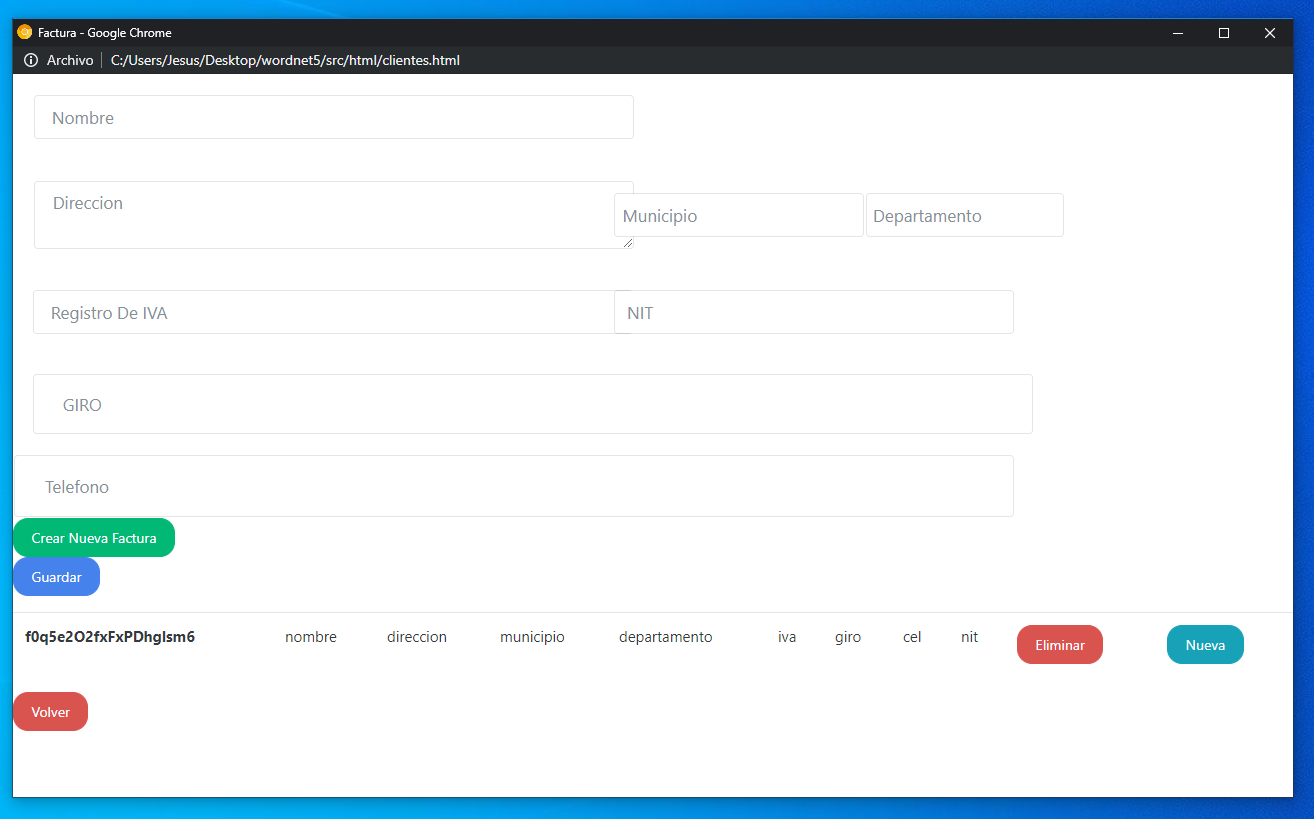 Factura - Google Chrome
Archivo | C:/Users/Jesus/Desktop/wordnet5/src/html/clientes.html
Nombre
Direccion
Municipio Departamento
Registro De IVA NIT
GIRO
Telefono
Crear Nueva Factura
Guardar
f0q5e2O2fxFxPDhglsm6 nombre direccion municipio departamento iva giro cel nit Eliminar Nueva
Volver